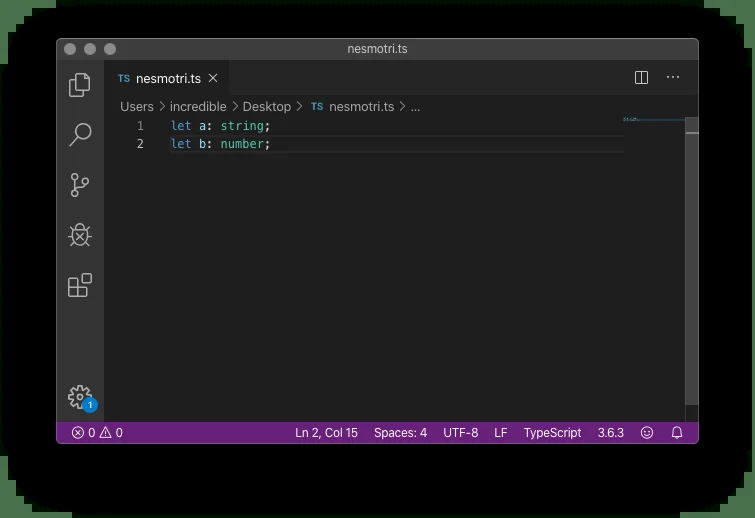 nesmotri.ts
TS nesmotri.ts
Users > incredible > Desktop > TS nesmotri.ts > ...
1 let a: string;
2 let b: number;
1
0 0 Ln 2, Col 15 Spaces: 4 UTF-8 LF TypeScript 3.6.3